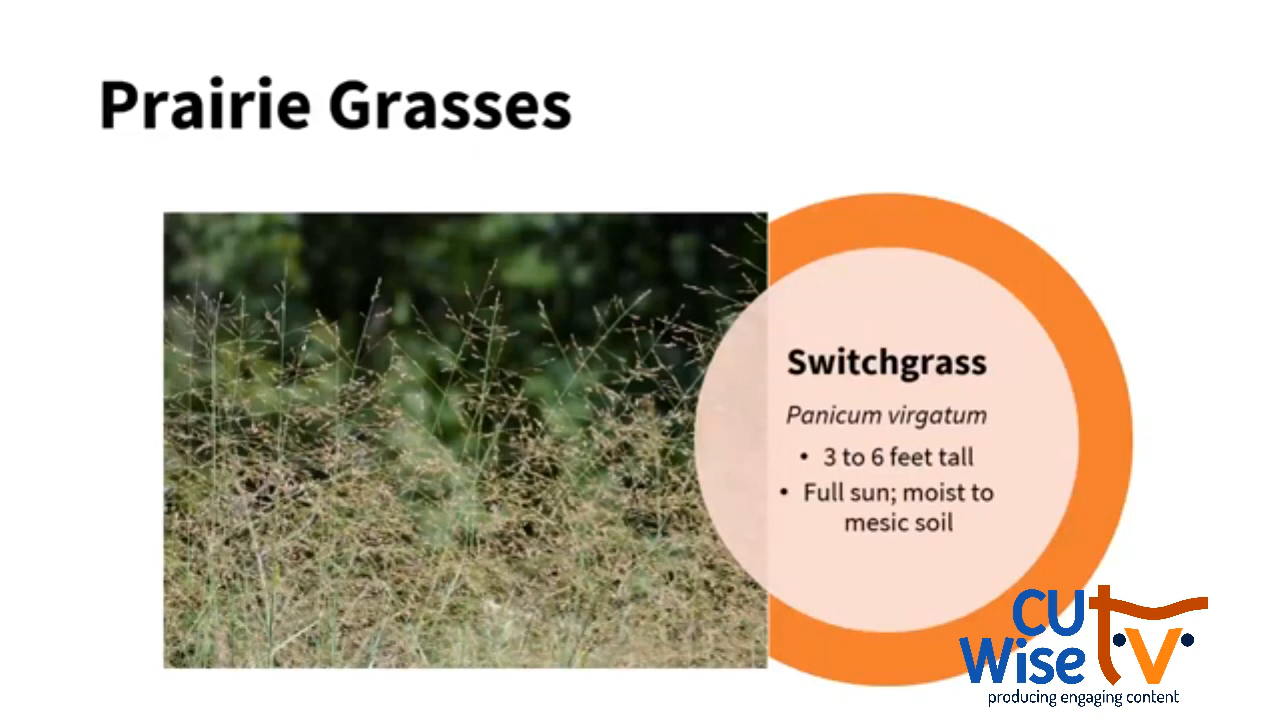 Prairie Grasses
Switchgrass
Panicum virgatum
• 3 to 6 feet tall
• Full sun; moist to
mesic soil
CU
Wise tv
producing engaging content